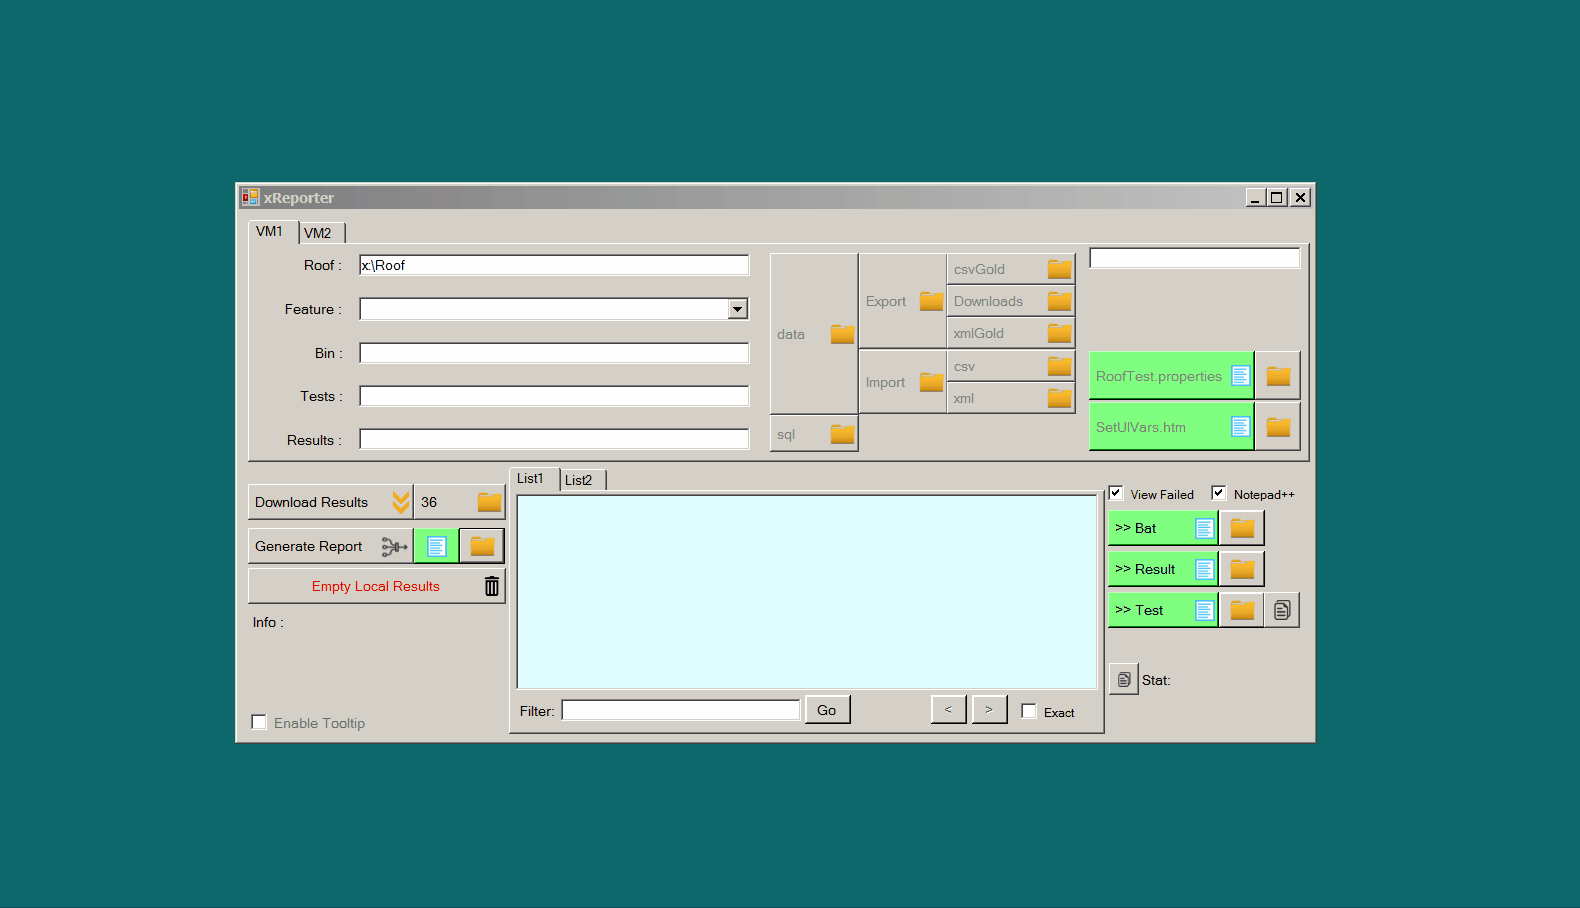 xReporter
VM1 VM2
Roof : x:\Roof
Feature :
Bin :
Tests :
Results :
data
sql
Export
Import
csvGold
Downloads
xmlGold
csv
xml
RoofTest.properties
SetUIVars.htm
Download Results 36
Generate Report
Empty Local Results
Info :
Enable Tooltip
List1 List2
Filter: Go < > Exact
View Failed Notepad++
>> Bat
>> Result
>> Test
Stat: